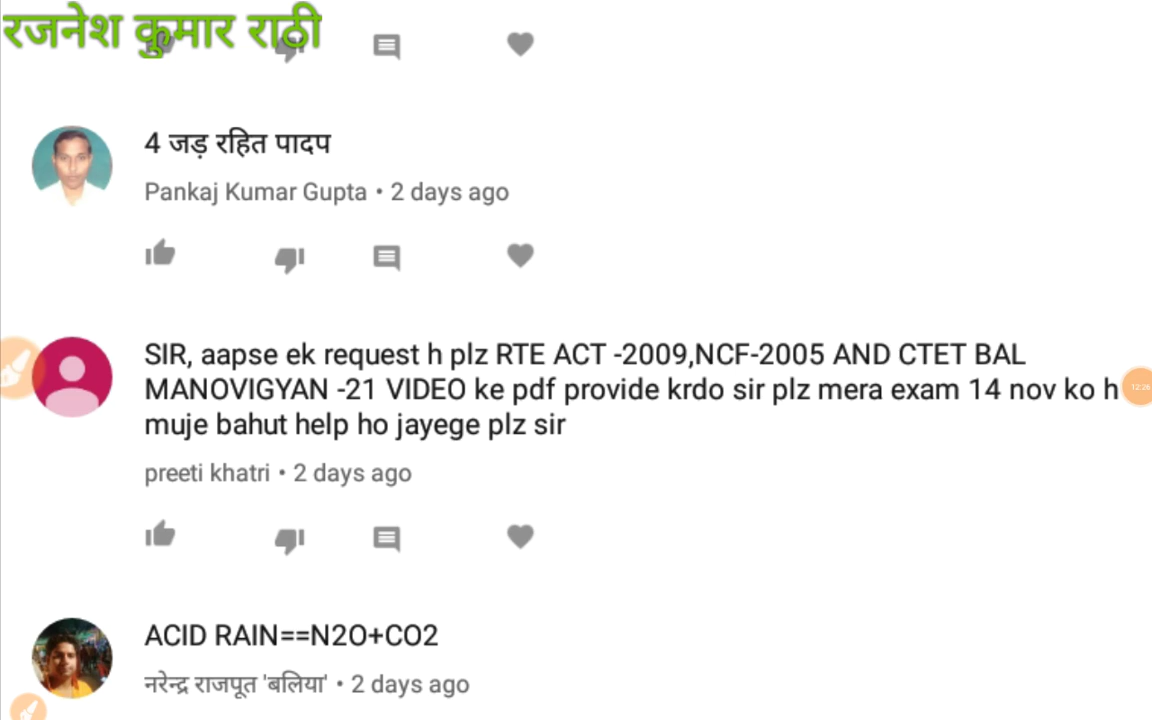 रजनेश कुमार राठी
4 जड़ रहित पादप
Pankaj Kumar Gupta • 2 days ago
SIR, aapse ek request h plz RTE ACT -2009,NCF-2005 AND CTET BAL
MANOVIGYAN -21 VIDEO ke pdf provide krdo sir plz mera exam 14 nov ko h
muje bahut help ho jayege plz sir
12:26
preeti khatri • 2 days ago
ACID RAIN==N2O+CO2
नरेन्द्र राजपूत 'बलिया' • 2 days ago